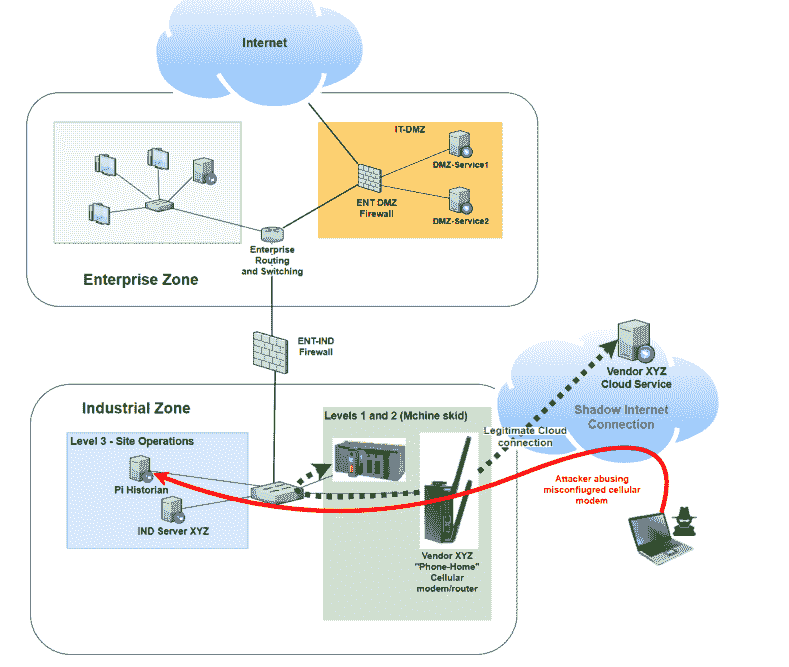 Internet
IT-DMZ
DMZ-Service1
ENT DMZ
Firewall
DMZ-Service2
Enterprise
Routing
and Switching
Enterprise Zone
ENT-IND
Firewall
Vendor XYZ
Cloud Service
Shadow Internet
Connection
Legitimate Cloud
connection
Industrial Zone
Levels 1 and 2 (Mchine skid)
Level 3 - Site Operations
Pi Historian
IND Server XYZ
Attacker abusing
misconfiugred cellular
modem
Vendor XYZ
"Phone-Home"
Cellular
modem/router